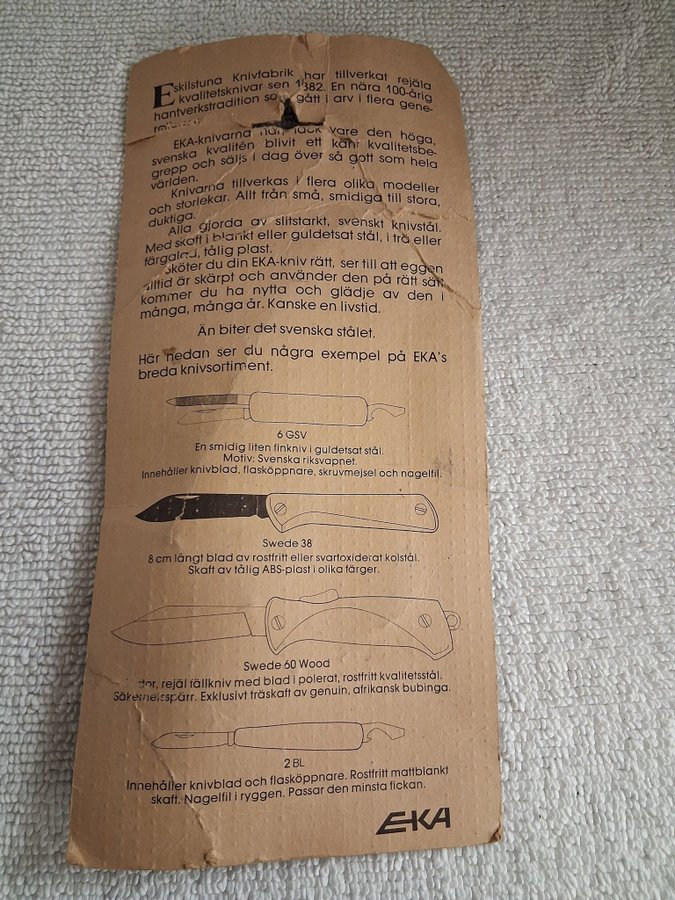 Eskilstuna Knivfabrik har tillverkat rejäla
kvalitetsknivar sen 1882. En nära 100-årig
hantverkstradition som gått i arv i flera gene-
EKA-knivarna har tack vare den höga,
svenska kvalitén blivit ett känt kvalitetsbe-
grepp och säljs i dag över så gott som hela
världen.
Knivarna tillverkas i flera olika modeller
och storlekar. Allt från små, smidiga till stora,
duktiga.
Alla gjorda av slitstarkt, svenskt knivstål.
Med skaft i blankt eller guldetsat stål, i trä eller
färgalad, tålig plast.
Sköter du din EKA-kniv rätt, ser till att eggen
alltid är skärpt och använder den på rätt sätt
kommer du ha nytta och glädje av den i
många, många år. Kanske en livstid.
Än biter det svenska stålet.
Här nedan ser du några exempel på EKA's
breda knivsortiment.
6 GSV
En smidig liten finkniv i guldetsat stål.
Motiv: Svenska riksvapnet.
Innehåller knivblad, flasköppnare, skruvmejsel och nagelfil.
Swede 38
8 cm långt blad av rostfritt eller svartoxiderat kolstål.
Skaft av tålig ABS-plast i olika färger.
Swede 60 Wood
stor, rejäl fällkniv med blad i polerat, rostfritt kvalitetsstål.
Säkerhetsspärr. Exklusivt träskaft av genuin, afrikansk bubinga.
2 BL
Innehåller knivblad och flasköppnare. Rostfritt mattblankt
skaft. Nagelfil i ryggen. Passar den minsta fickan.
EKA